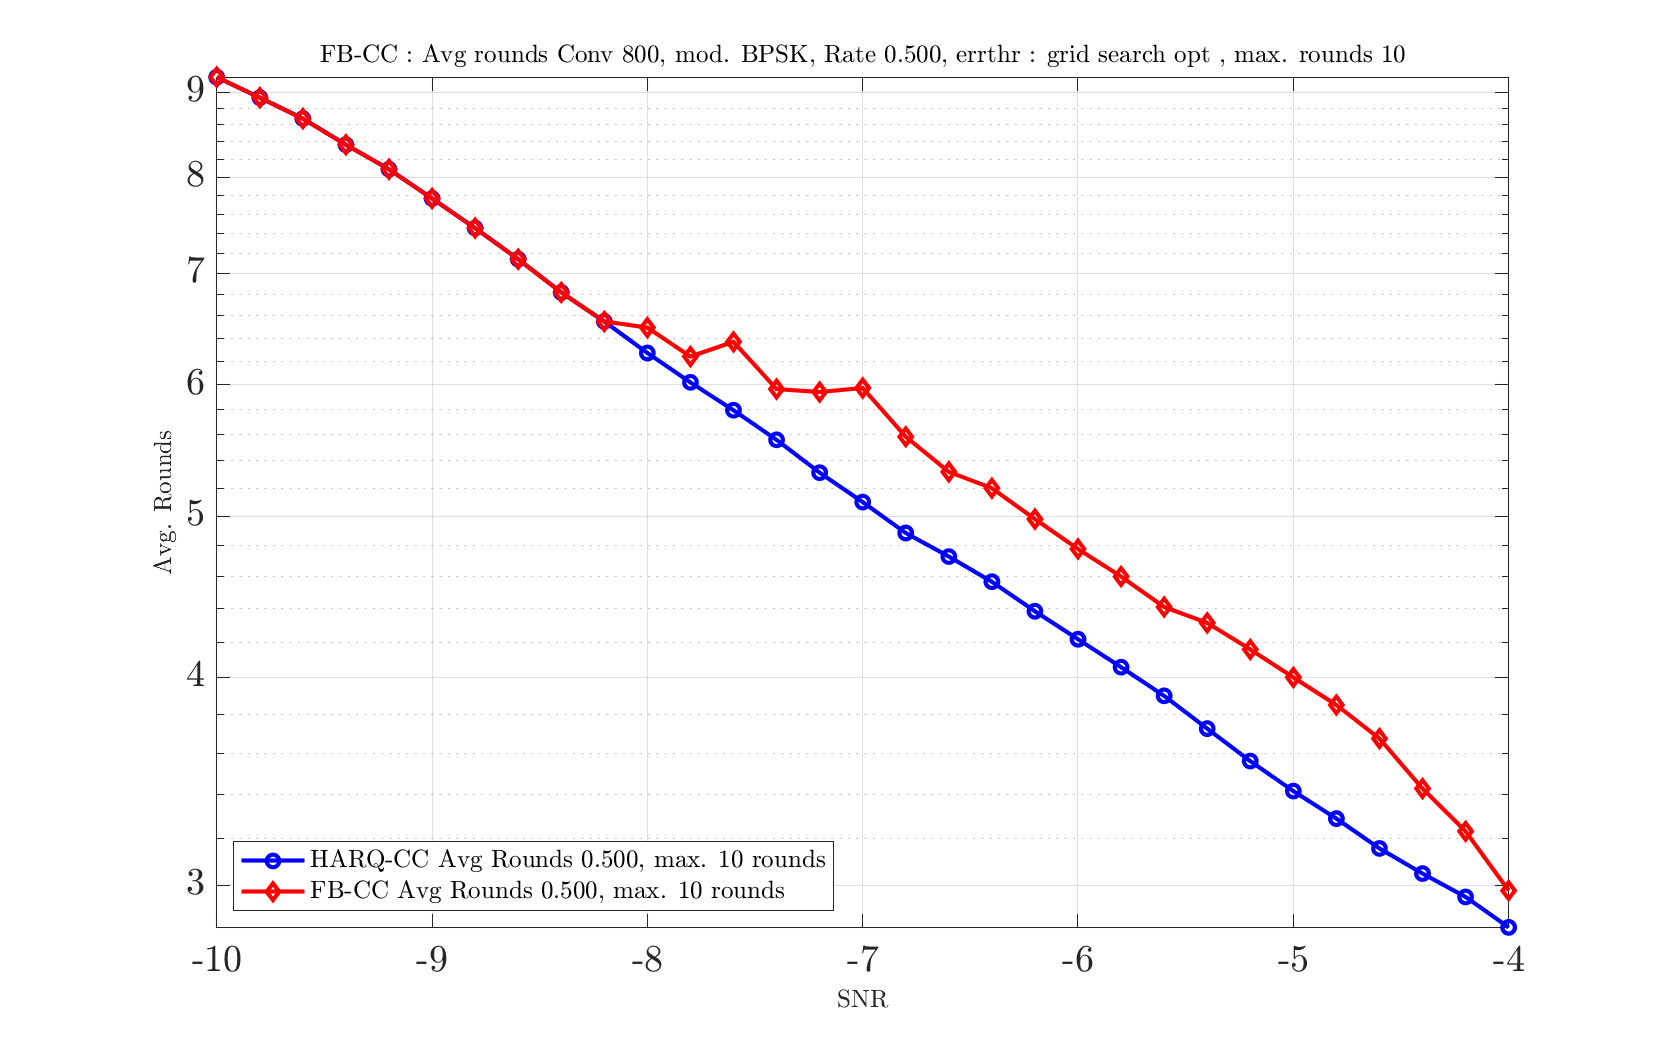 FB-CC : Avg rounds Conv 800, mod. BPSK, Rate 0.500, errthr : grid search opt , max. rounds 10
9
8
7
6
5
4
3
Avg. Rounds
HARQ-CC Avg Rounds 0.500, max. 10 rounds
FB-CC Avg Rounds 0.500, max. 10 rounds
-10 -9 -8 -7 -6 -5 -4
SNR